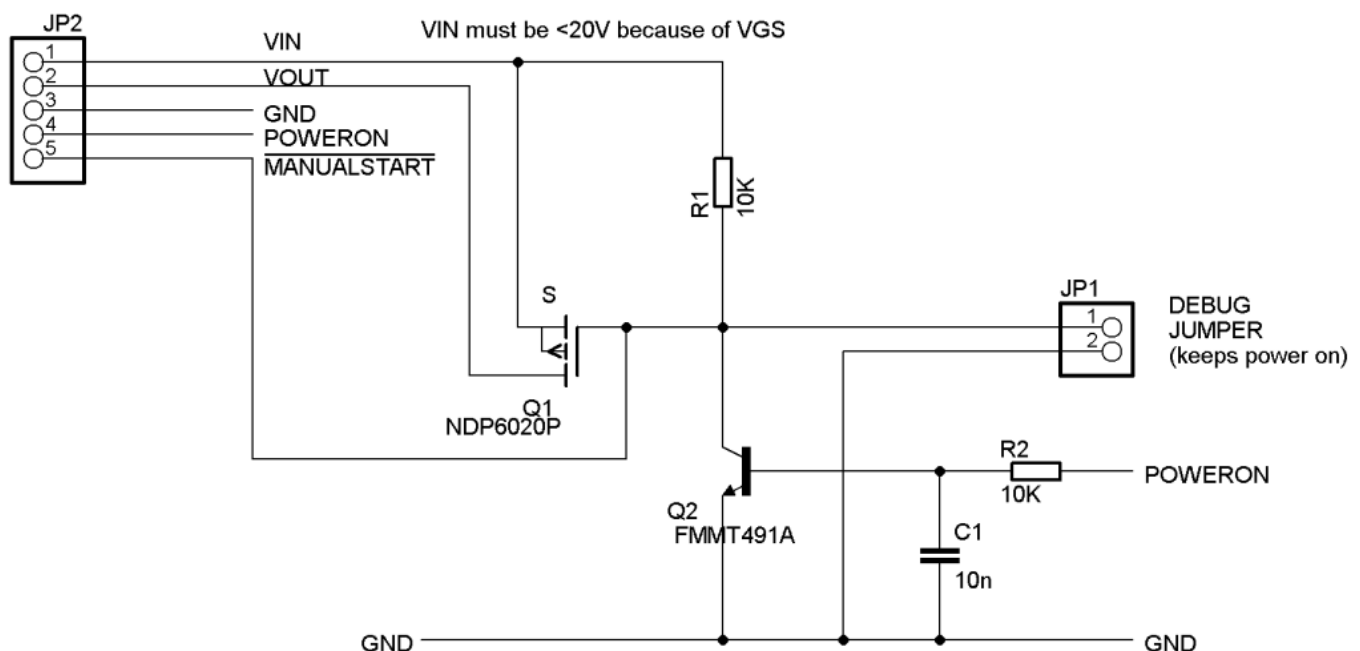 JP2
VIN must be <20V because of VGS
1
VIN
2
VOUT
3
GND
4
POWERON
5
MANUALSTART
R1
10K
S
Q1
NDP6020P
JP1
1
2
DEBUG
JUMPER
(keeps power on)
R2
10K
POWERON
Q2
FMMT491A
C1
10n
GND
GND